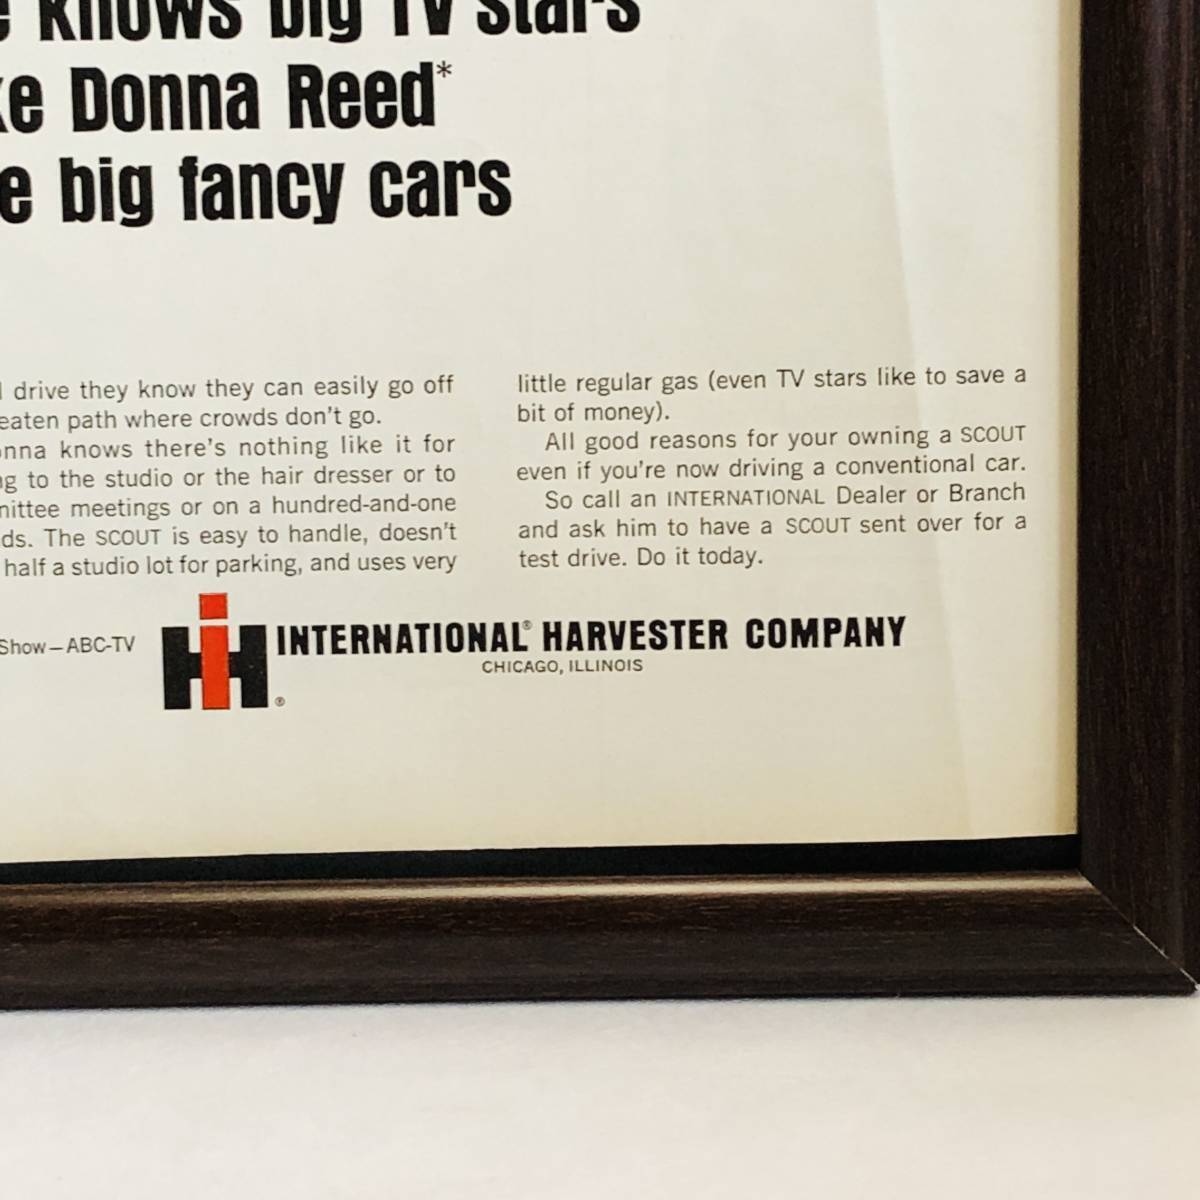 knows big TV stars
Donna Reed*
big fancy cars
drive they know they can easily go off
path where crowds don't go.
knows there's nothing like it for
to the studio or the hair dresser or to
meetings or on a hundred-and-one
The SCOUT is easy to handle, doesn't
half a studio lot for parking, and uses very
little regular gas (even TV stars like to save a
bit of money).
All good reasons for your owning a SCOUT
even if you're now driving a conventional car.
So call an INTERNATIONAL Dealer or Branch
and ask him to have a SCOUT sent over for a
test drive. Do it today.
Show—ABC-TV
IH®
INTERNATIONAL® HARVESTER COMPANY
CHICAGO, ILLINOIS